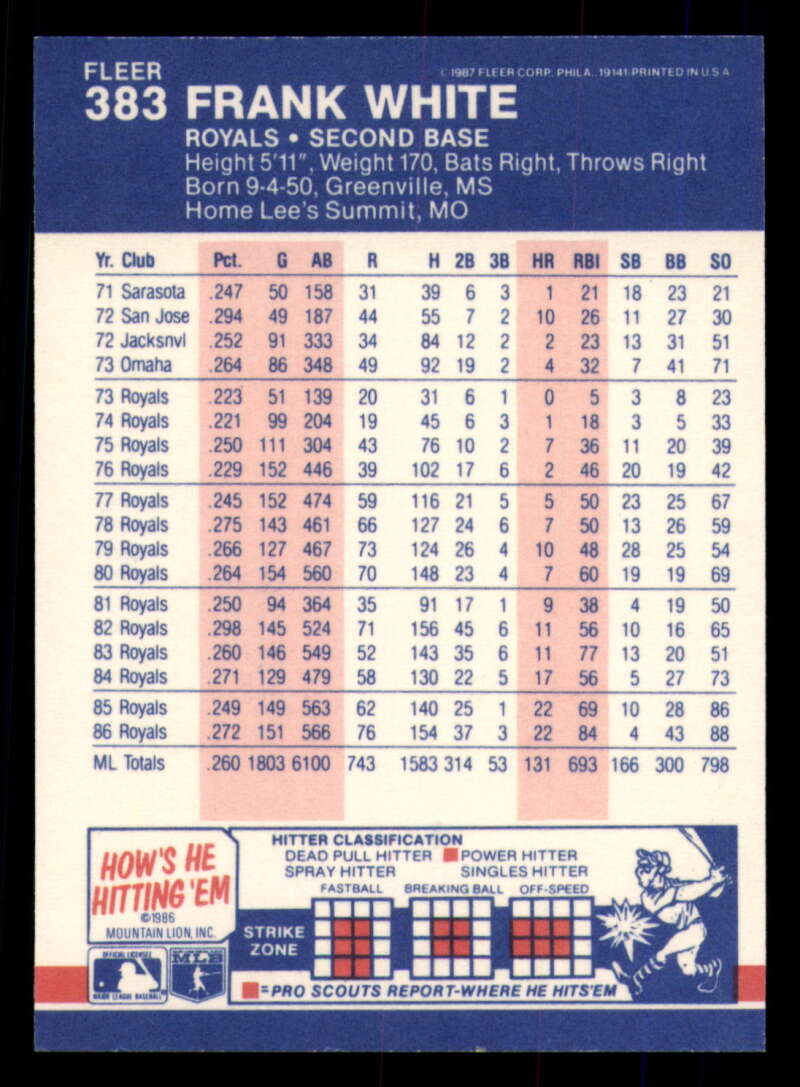 FLEER
©1987 FLEER CORP. PHILA., 19141-PRINTED IN U.S.A
383 FRANK WHITE
ROYALS • SECOND BASE
Height 5'11", Weight 170, Bats Right, Throws Right
Born 9-4-50, Greenville, MS
Home Lee's Summit, MO
Yr. Club Pct. G AB R H 2B 3B HR RBI SB BB SO
71 Sarasota .247 50 158 31 39 6 3 1 21 18 23 21
72 San Jose .294 49 187 44 55 7 2 10 26 11 27 30
72 Jacksnvl .252 91 333 34 84 12 2 2 23 13 31 51
73 Omaha .264 86 348 49 92 19 2 4 32 7 41 71
73 Royals .223 51 139 20 31 6 1 0 5 3 8 23
74 Royals .221 99 204 19 45 6 3 1 18 3 5 33
75 Royals .250 111 304 43 76 10 2 7 36 11 20 39
76 Royals .229 152 446 39 102 17 6 2 46 20 19 42
77 Royals .245 152 474 59 116 21 5 5 50 23 25 67
78 Royals .275 143 461 66 127 24 6 7 50 13 26 59
79 Royals .266 127 467 73 124 26 4 10 48 28 25 54
80 Royals .264 154 560 70 148 23 4 7 60 19 19 69
81 Royals .250 94 364 35 91 17 1 9 38 4 19 50
82 Royals .298 145 524 71 156 45 6 11 56 10 16 65
83 Royals .260 146 549 52 143 35 6 11 77 13 20 51
84 Royals .271 129 479 58 130 22 5 17 56 5 27 73
85 Royals .249 149 563 62 140 25 1 22 69 10 28 86
86 Royals .272 151 566 76 154 37 3 22 84 4 43 88
ML Totals .260 1803 6100 743 1583 314 53 131 693 166 300 798
HOW'S HE
HITTING 'EM
©1986
MOUNTAIN LION, INC.
OFFICIAL LICENSEE
MAJOR LEAGUE BASEBALL
MLB
HITTER CLASSIFICATION
DEAD PULL HITTER POWER HITTER
SPRAY HITTER SINGLES HITTER
FASTBALL BREAKING BALL OFF-SPEED
STRIKE
ZONE
=PRO SCOUTS REPORT-WHERE HE HITS'EM